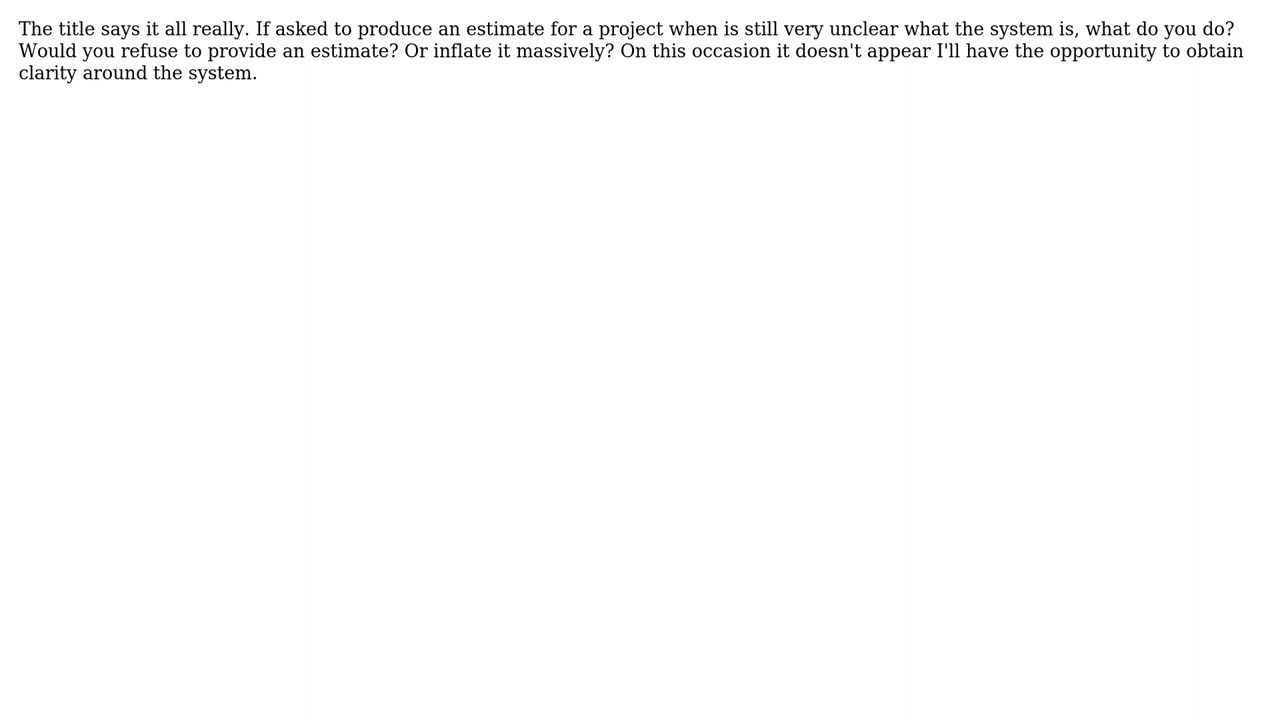 The title says it all really. If asked to produce an estimate for a project when is still very unclear what the system is, what do you do?
Would you refuse to provide an estimate? Or inflate it massively? On this occasion it doesn't appear I'll have the opportunity to obtain
clarity around the system.